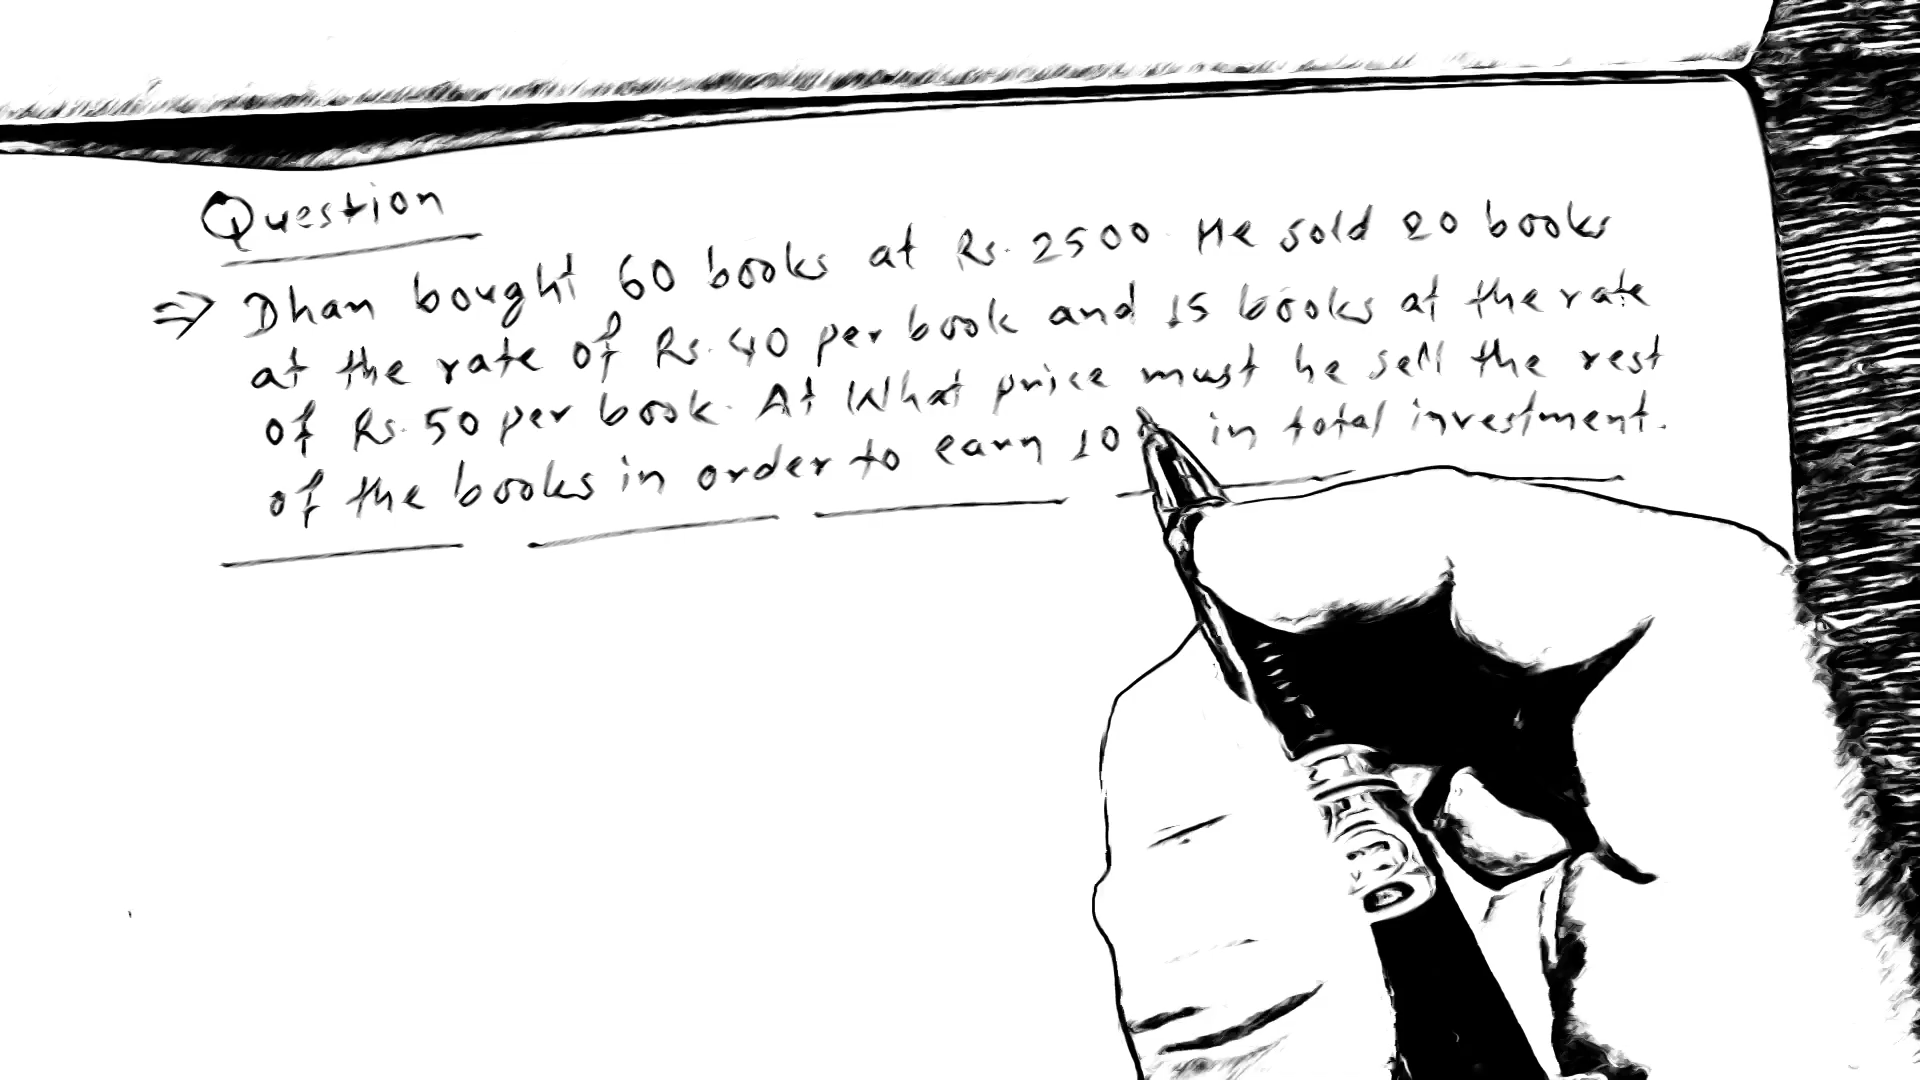 Question
⇒ Dhan bought 60 books at Rs. 2500. He sold 20 books
at the rate of Rs. 40 per book and 15 books at the rate
of Rs. 50 per book. At What price must he sell the rest
of the books in order to earn 10% in total investment.